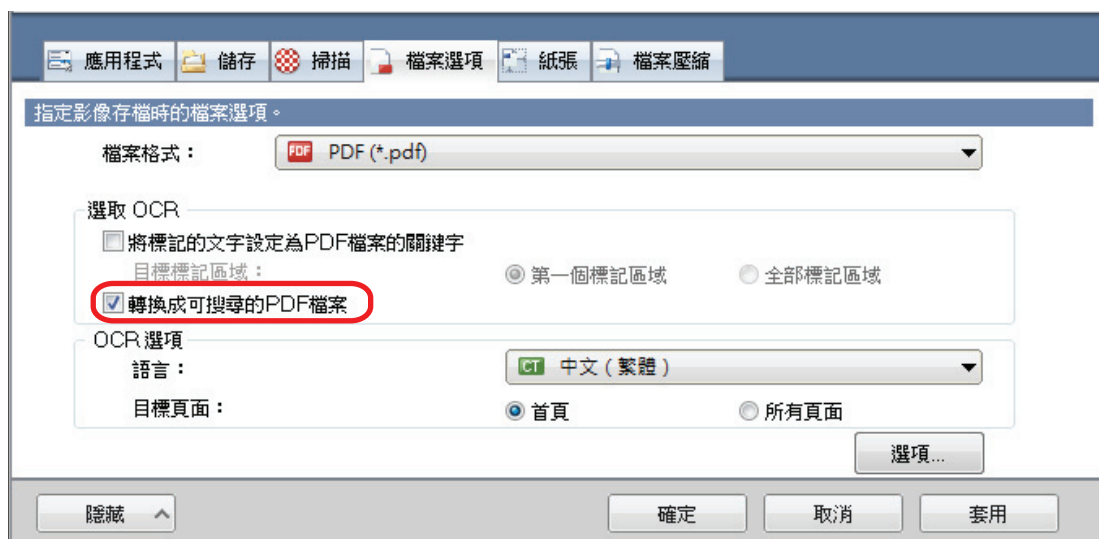 應用程式 儲存 掃描 檔案選項 紙張 檔案壓縮
指定影像存檔時的檔案選項。
檔案格式： PDF PDF (*.pdf)
選取 OCR
將標記的文字設定為PDF檔案的關鍵字
目標標記區域： 第一個標記區域 全部標記區域
轉換成可搜尋的PDF檔案
OCR 選項
語言： CT 中文 ( 繁體 )
目標頁面： 首頁 所有頁面
選項...
隱藏 確定 取消 套用